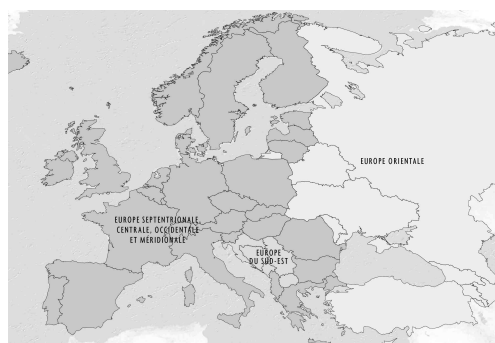 EUROPE ORIENTALE
EUROPE SEPTENTRIONALE,
CENTRALE, OCCIDENTALE
ET MÉRIDIONALE
EUROPE
DU SUD-EST